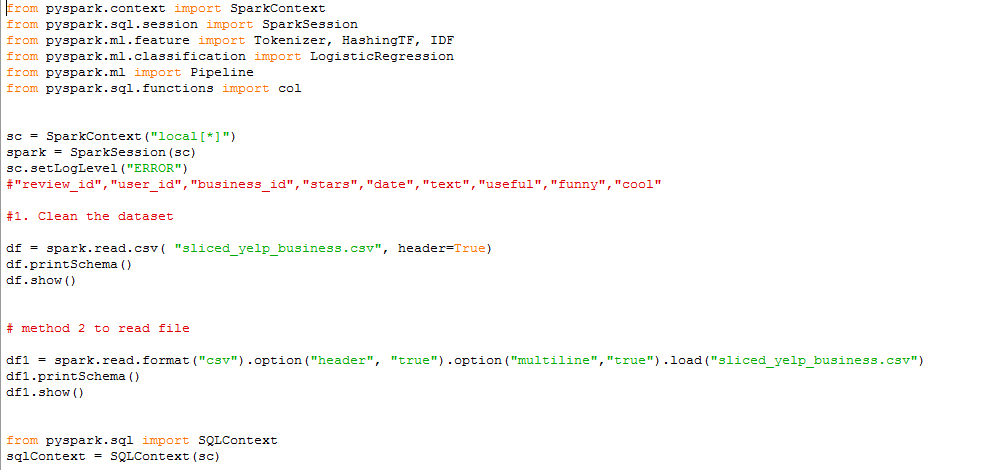 from pyspark.context import SparkContext
from pyspark.sql.session import SparkSession
from pyspark.ml.feature import Tokenizer, HashingTF, IDF
from pyspark.ml.classification import LogisticRegression
from pyspark.ml import Pipeline
from pyspark.sql.functions import col
sc = SparkContext("local[*]")
spark = SparkSession(sc)
sc.setLogLevel("ERROR")
#"review_id","user_id","business_id","stars","date","text","useful","funny","cool"
#1. Clean the dataset
df = spark.read.csv( "sliced_yelp_business.csv", header=True)
df.printSchema()
df.show()
# method 2 to read file
df1 = spark.read.format("csv").option("header", "true").option("multiline","true").load("sliced_yelp_business.csv")
df1.printSchema()
df1.show()
from pyspark.sql import SQLContext
sqlContext = SQLContext(sc)